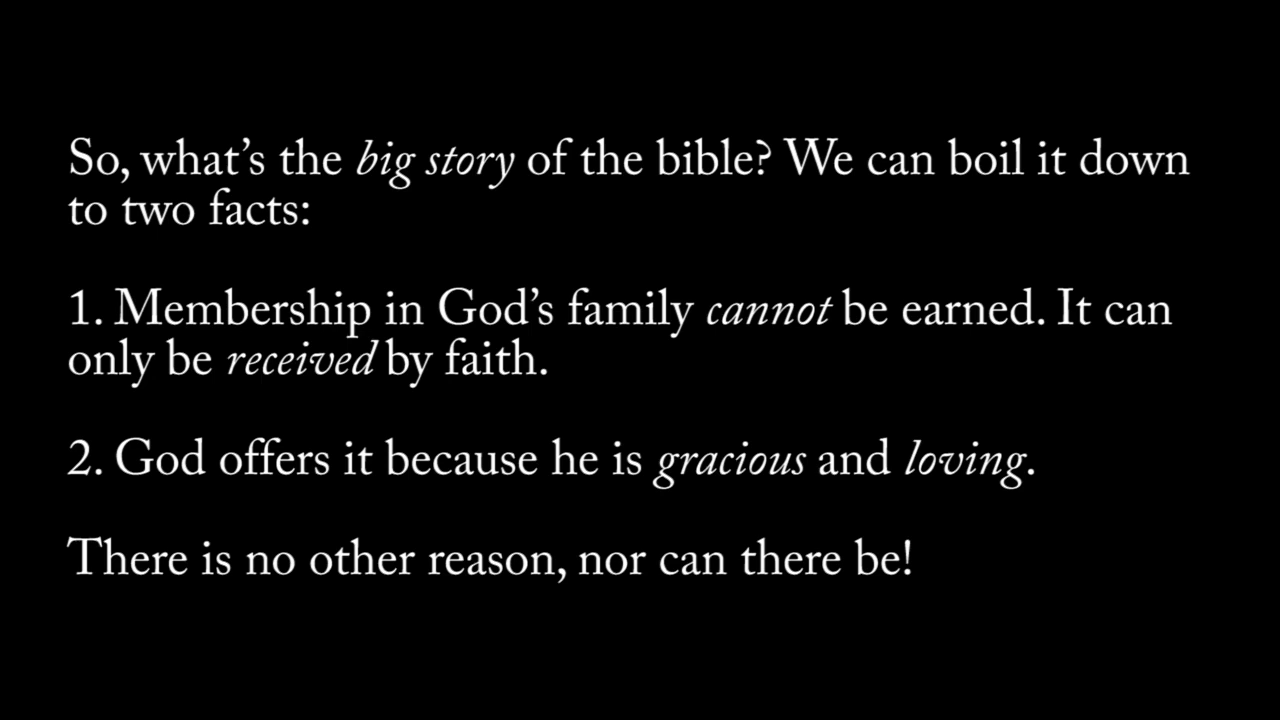 So, what’s the big story of the bible? We can boil it down
to two facts:
1. Membership in God’s family cannot be earned. It can
only be received by faith.
2. God offers it because he is gracious and loving.
There is no other reason, nor can there be!